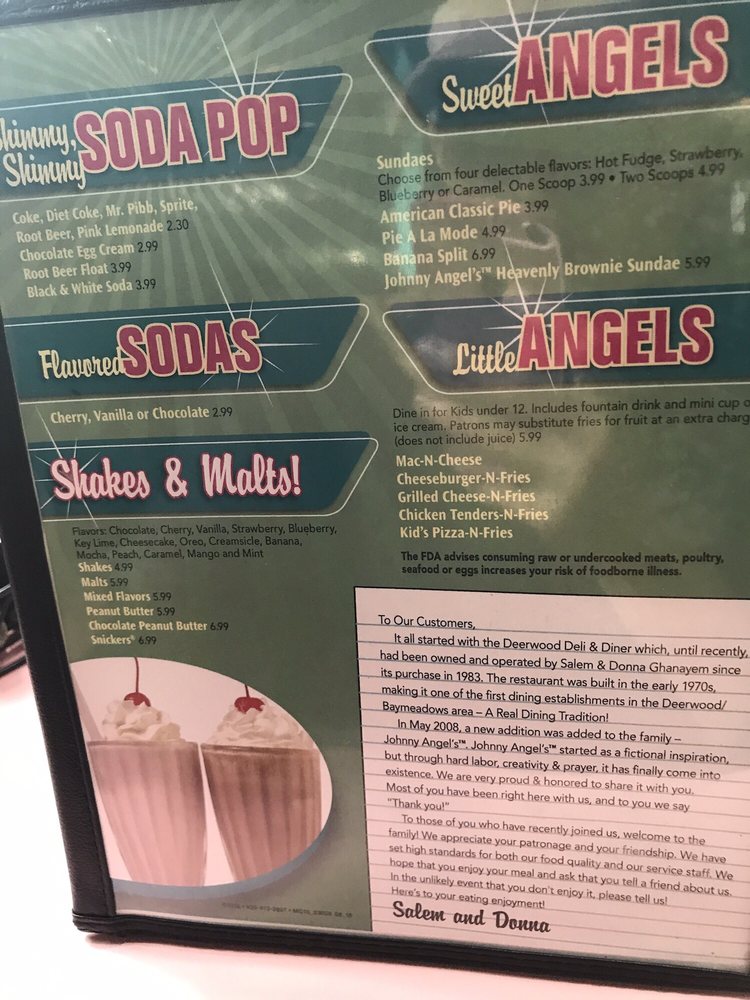 Shimmy,
Shimmy SODA POP
Coke, Diet Coke, Mr. Pibb, Sprite,
Root Beer, Pink Lemonade 2.30
Chocolate Egg Cream 2.99
Root Beer Float 3.99
Black & White Soda 3.99
Flavored SODAS
Cherry, Vanilla or Chocolate 2.99
Shakes & Malts!
Flavors: Chocolate, Cherry, Vanilla, Strawberry, Blueberry,
Key Lime, Cheesecake, Oreo, Creamsicle, Banana,
Mocha, Peach, Caramel, Mango and Mint
Shakes 4.99
Malts 5.99
Mixed Flavors 5.99
Peanut Butter 5.99
Chocolate Peanut Butter 6.99
Snickers® 6.99
Sweet ANGELS
Sundaes
Choose from four delectable flavors: Hot Fudge, Strawberry,
Blueberry or Caramel. One Scoop 3.99 • Two Scoops 4.99
American Classic Pie 3.99
Pie A La Mode 4.99
Banana Split 6.99
Johnny Angel's™ Heavenly Brownie Sundae 5.99
Little ANGELS
Dine in for Kids under 12. Includes fountain drink and mini cup
ice cream. Patrons may substitute fries for fruit at an extra charg
(does not include juice) 5.99
Mac-N-Cheese
Cheeseburger-N-Fries
Grilled Cheese-N-Fries
Chicken Tenders-N-Fries
Kid's Pizza-N-Fries
The FDA advises consuming raw or undercooked meats, poultry,
seafood or eggs increases your risk of foodborne illness.
To Our Customers,
It all started with the Deerwood Deli & Diner which, until recently,
had been owned and operated by Salem & Donna Ghanayem since
its purchase in 1983. The restaurant was built in the early 1970s,
making it one of the first dining establishments in the Deerwood/
Baymeadows area – A Real Dining Tradition!
In May 2008, a new addition was added to the family –
Johnny Angel's™. Johnny Angel's™ started as a fictional inspiration,
but through hard labor, creativity & prayer, it has finally come into
existence. We are very proud & honored to share it with you.
Most of you have been right here with us, and to you we say
"Thank you!"
To those of you who have recently joined us, welcome to the
family! We appreciate your patronage and your friendship. We have
set high standards for both our food quality and our service staff. We
hope that you enjoy your meal and ask that you tell a friend about us.
In the unlikely event that you don't enjoy it, please tell us!
Here's to your eating enjoyment!
Salem and Donna